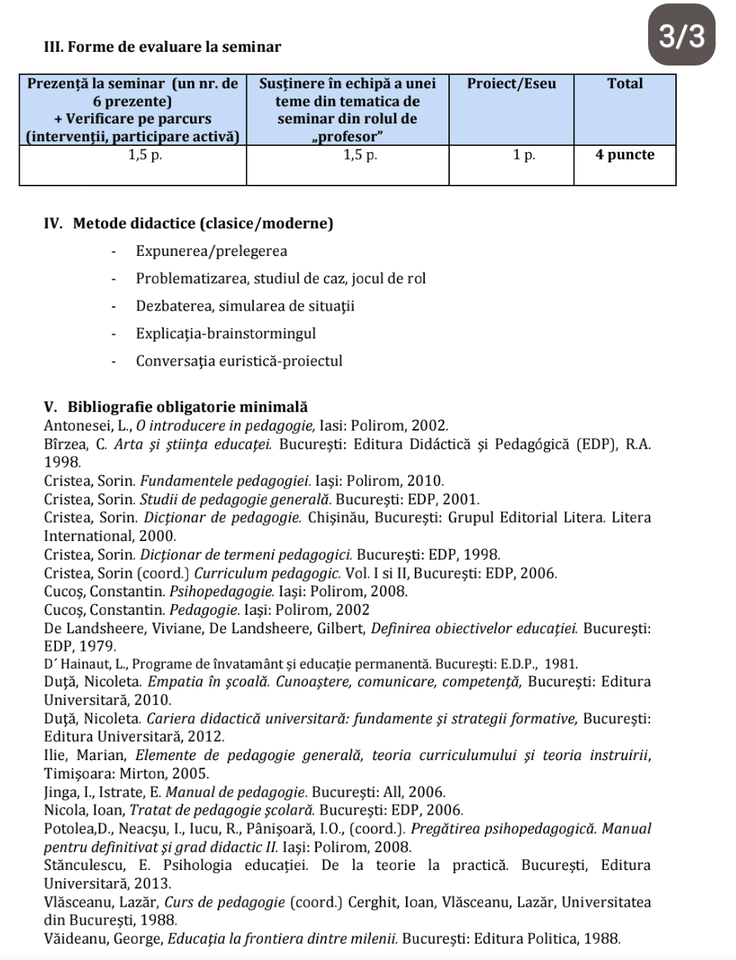 3/3
III. Forme de evaluare la seminar
Prezență la seminar (un nr. de
6 prezente)
+ Verificare pe parcurs
(intervenții, participare activă)
Susținere în echipă a unei
teme din tematica de
seminar din rolul de
„profesor”
Proiect/Eseu
Total
1,5 p.
1,5 p.
1 p.
4 puncte
IV. Metode didactice (clasice/moderne)
- Expunerea/prelegerea
- Problematizarea, studiul de caz, jocul de rol
- Dezbaterea, simularea de situații
- Explicația-brainstormingul
- Conversația euristică-proiectul
V. Bibliografie obligatorie minimală
Antonesei, L., O introducere in pedagogie, Iasi: Polirom, 2002.
Bîrzea, C. Arta și știința educației. București: Editura Didáctică și Pedagógică (EDP), R.A.
1998.
Cristea, Sorin. Fundamentele pedagogiei. Iaşi: Polirom, 2010.
Cristea, Sorin. Studii de pedagogie generală. Bucureşti: EDP, 2001.
Cristea, Sorin. Dicționar de pedagogie. Chişinău, Bucureşti: Grupul Editorial Litera. Litera
International, 2000.
Cristea, Sorin. Dicționar de termeni pedagogici. Bucureşti: EDP, 1998.
Cristea, Sorin (coord.) Curriculum pedagogic. Vol. I si II, Bucureşti: EDP, 2006.
Cucoş, Constantin. Psihopedagogie. Iaşi: Polirom, 2008.
Cucoş, Constantin. Pedagogie. Iaşi: Polirom, 2002
De Landsheere, Viviane, De Landsheere, Gilbert, Definirea obiectivelor educaţiei. Bucureşti:
EDP, 1979.
D´ Hainaut, L., Programe de învatamânt şi educaţie permanentă. Bucureşti: E.D.P., 1981.
Duţă, Nicoleta. Empatia în şcoală. Cunoaştere, comunicare, competenţă, Bucureşti: Editura
Universitară, 2010.
Duţă, Nicoleta. Cariera didactică universitară: fundamente şi strategii formative, Bucureşti:
Editura Universitară, 2012.
Ilie, Marian, Elemente de pedagogie generală, teoria curriculumului şi teoria instruirii,
Timişoara: Mirton, 2005.
Jinga, I., Istrate, E. Manual de pedagogie. Bucureşti: All, 2006.
Nicola, Ioan, Tratat de pedagogie şcolară. Bucureşti: EDP, 2006.
Potolea,D., Neacşu, I., Iucu, R., Pânişoară, I.O., (coord.). Pregătirea psihopedagogică. Manual
pentru definitivat şi grad didactic II. Iaşi: Polirom, 2008.
Stănculescu, E. Psihologia educaţiei. De la teorie la practică. Bucureşti, Editura
Universitară, 2013.
Vlăsceanu, Lazăr, Curs de pedagogie (coord.) Cerghit, Ioan, Vlăsceanu, Lazăr, Universitatea
din Bucureşti, 1988.
Văideanu, George, Educaţia la frontiera dintre milenii. Bucureşti: Editura Politica, 1988.